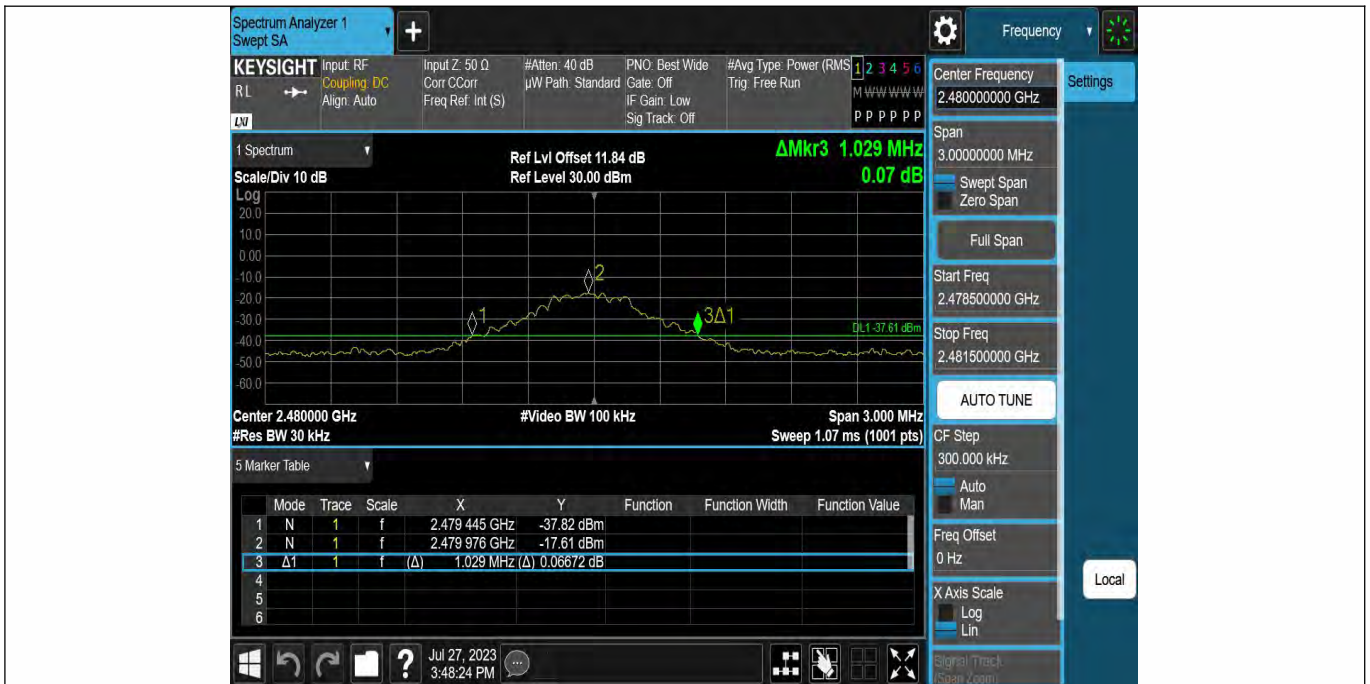 Spectrum Analyzer 1
Swept SA
+
Frequency
KEYSIGHT
RL
LXI
Input: RF
Coupling: DC
Align: Auto
Input Z: 50 Ω
Corr CCorr
Freq Ref: Int (S)
#Atten: 40 dB
µW Path: Standard
PNO: Best Wide
Gate: Off
IF Gain: Low
Sig Track: Off
#Avg Type: Power (RMS
Trig: Free Run
1 2 3 4 5 6
M W W W W W
P P P P P P
1 Spectrum
Scale/Div 10 dB
Ref Lvl Offset 11.84 dB
Ref Level 30.00 dBm
ΔMkr3 1.029 MHz
0.07 dB
Log
20.0
10.0
0.00
-10.0
-20.0
-30.0
-40.0
-50.0
-60.0
1
2
3Δ1
DL1 -37.61 dBm
Center 2.480000 GHz
#Video BW 100 kHz
Span 3.000 MHz
#Res BW 30 kHz
Sweep 1.07 ms (1001 pts)
5 Marker Table
Mode Trace Scale X Y Function Function Width Function Value
1 N 1 f 2.479 445 GHz -37.82 dBm
2 N 1 f 2.479 976 GHz -17.61 dBm
3 Δ1 1 f (Δ) 1.029 MHz (Δ) 0.06672 dB
4
5
6
?
Jul 27, 2023
3:48:24 PM
Center Frequency
2.480000000 GHz
Settings
Span
3.00000000 MHz
Swept Span
Zero Span
Full Span
Start Freq
2.478500000 GHz
Stop Freq
2.481500000 GHz
AUTO TUNE
CF Step
300.000 kHz
Auto
Man
Freq Offset
0 Hz
X Axis Scale
Log
Lin
Signal Track
(Span Zoom)
Local